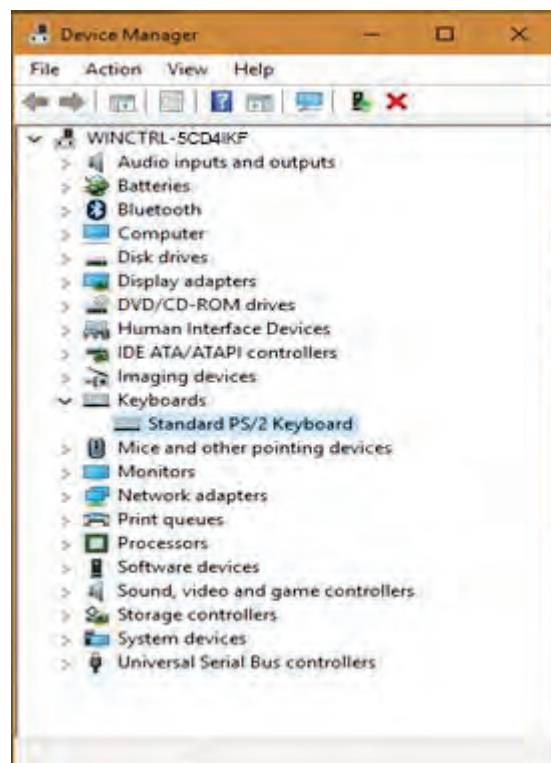 Device Manager
File Action View Help
WINCTRL-5CD4IKF
Audio inputs and outputs
Batteries
Bluetooth
Computer
Disk drives
Display adapters
DVD/CD-ROM drives
Human Interface Devices
IDE ATA/ATAPI controllers
Imaging devices
Keyboards
Standard PS/2 Keyboard
Mice and other pointing devices
Monitors
Network adapters
Print queues
Processors
Software devices
Sound, video and game controllers
Storage controllers
System devices
Universal Serial Bus controllers